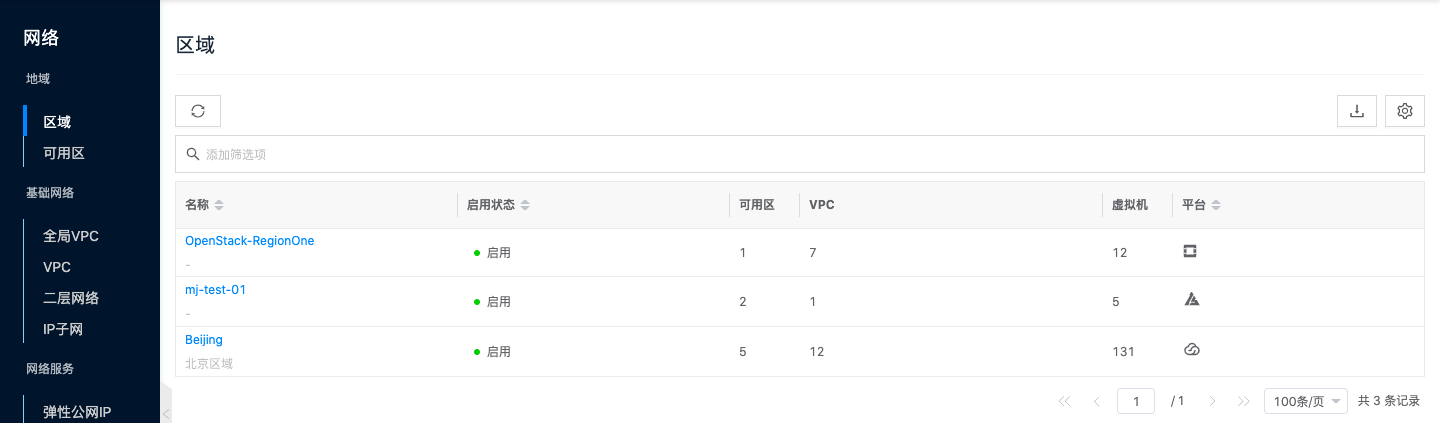 网络
地域
区域
可用区
基础网络
全局VPC
VPC
二层网络
IP子网
网络服务
弹性公网IP
区域
添加筛选项
名称 启用状态 可用区 VPC 虚拟机 平台
OpenStack-RegionOne 启用 1 7 12
-
mj-test-01 启用 2 1 5
-
Beijing 启用 5 12 131
北京区域
1 / 1 100条/页 共 3 条记录